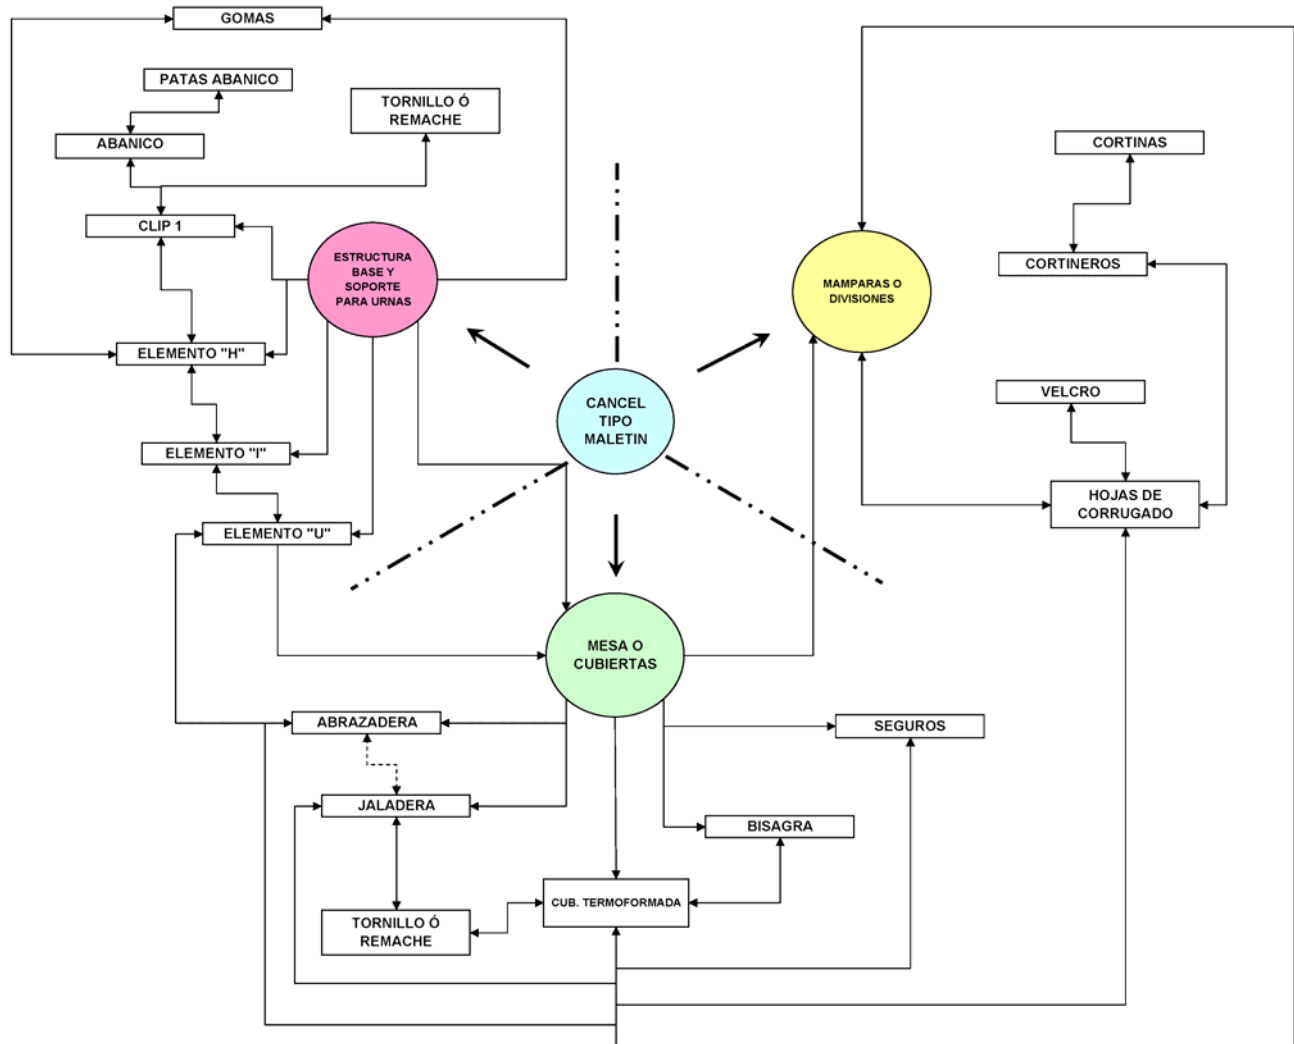 GOMAS
PATAS ABANICO
TORNILLO Ó
REMACHE
ABANICO
CORTINAS
CLIP 1
ESTRUCTURA
BASE Y
SOPORTE
PARA URNAS
MAMPARAS O
DIVISIONES
CORTINEROS
ELEMENTO "H"
CANCEL
TIPO
MALETIN
VELCRO
ELEMENTO "I"
HOJAS DE
CORRUGADO
ELEMENTO "U"
MESA O
CUBIERTAS
ABRAZADERA
SEGUROS
JALADERA
BISAGRA
CUB. TERMOFORMADA
TORNILLO Ó
REMACHE